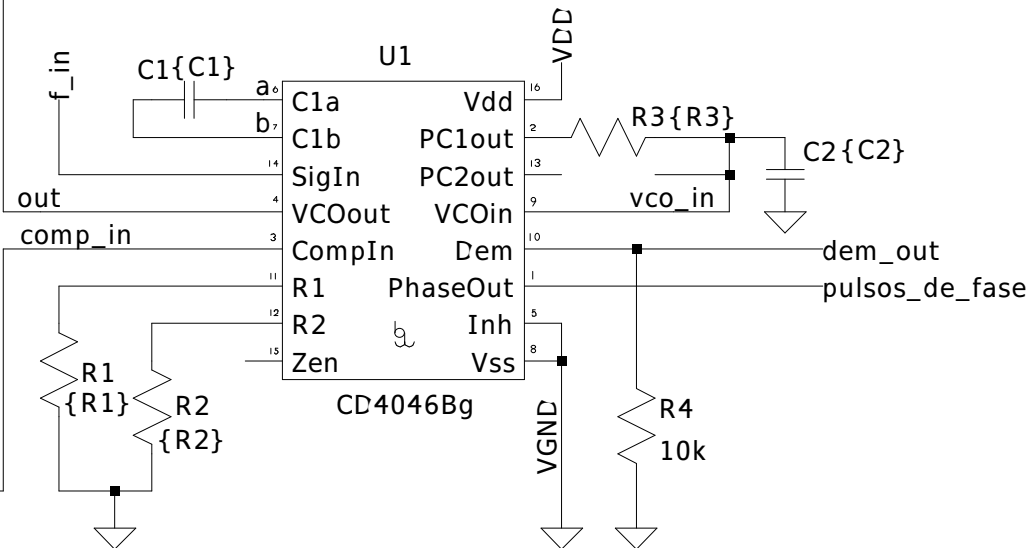 U1
VDD
f_in
C1{C1}
a
6
C1a
Vdd
16
b
7
C1b
PC1out
2
R3{R3}
14
SigIn
PC2out
13
C2{C2}
out
4
VCOout
VCOin
9
vco_in
comp_in
3
CompIn
Dem
10
dem_out
11
R1
PhaseOut
1
pulsos_de_fase
12
R2
Inh
5
15
Zen
Vss
8
R1
{R1}
R2
{R2}
CD4046Bg
VGND
R4
10k